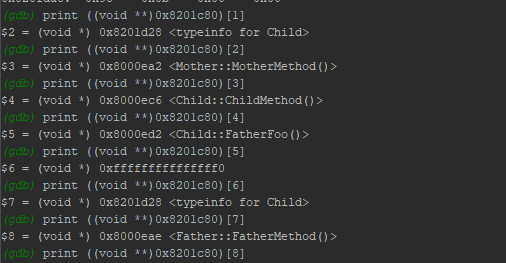 (gdb) print ((void **)0x8201c80)[1]
$2 = (void *) 0x8201d28 <typeinfo for Child>
(gdb) print ((void **)0x8201c80)[2]
$3 = (void *) 0x8000ea2 <Mother::MotherMethod()>
(gdb) print ((void **)0x8201c80)[3]
$4 = (void *) 0x8000ec6 <Child::ChildMethod()>
(gdb) print ((void **)0x8201c80)[4]
$5 = (void *) 0x8000ed2 <Child::FatherFoo()>
(gdb) print ((void **)0x8201c80)[5]
$6 = (void *) 0xfffffffffffffff0
(gdb) print ((void **)0x8201c80)[6]
$7 = (void *) 0x8201d28 <typeinfo for Child>
(gdb) print ((void **)0x8201c80)[7]
$8 = (void *) 0x8000eae <Father::FatherMethod()>
(gdb) print ((void **)0x8201c80)[8]